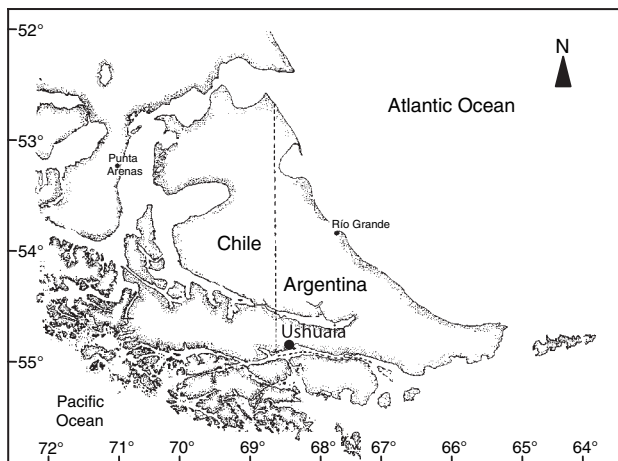 52°
N
Atlantic Ocean
53°
Punta
Arenas
Río Grande
54°
Chile
Argentina
Ushuaia
55°
Pacific
Ocean
72° 71° 70° 69° 68° 67° 66° 65° 64°